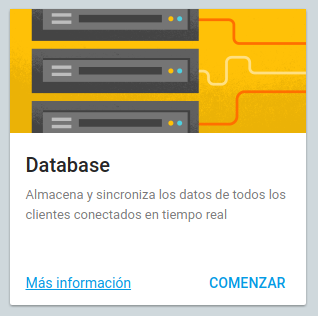 Database
Almacena y sincroniza los datos de todos los
clientes conectados en tiempo real
Más información
COMENZAR